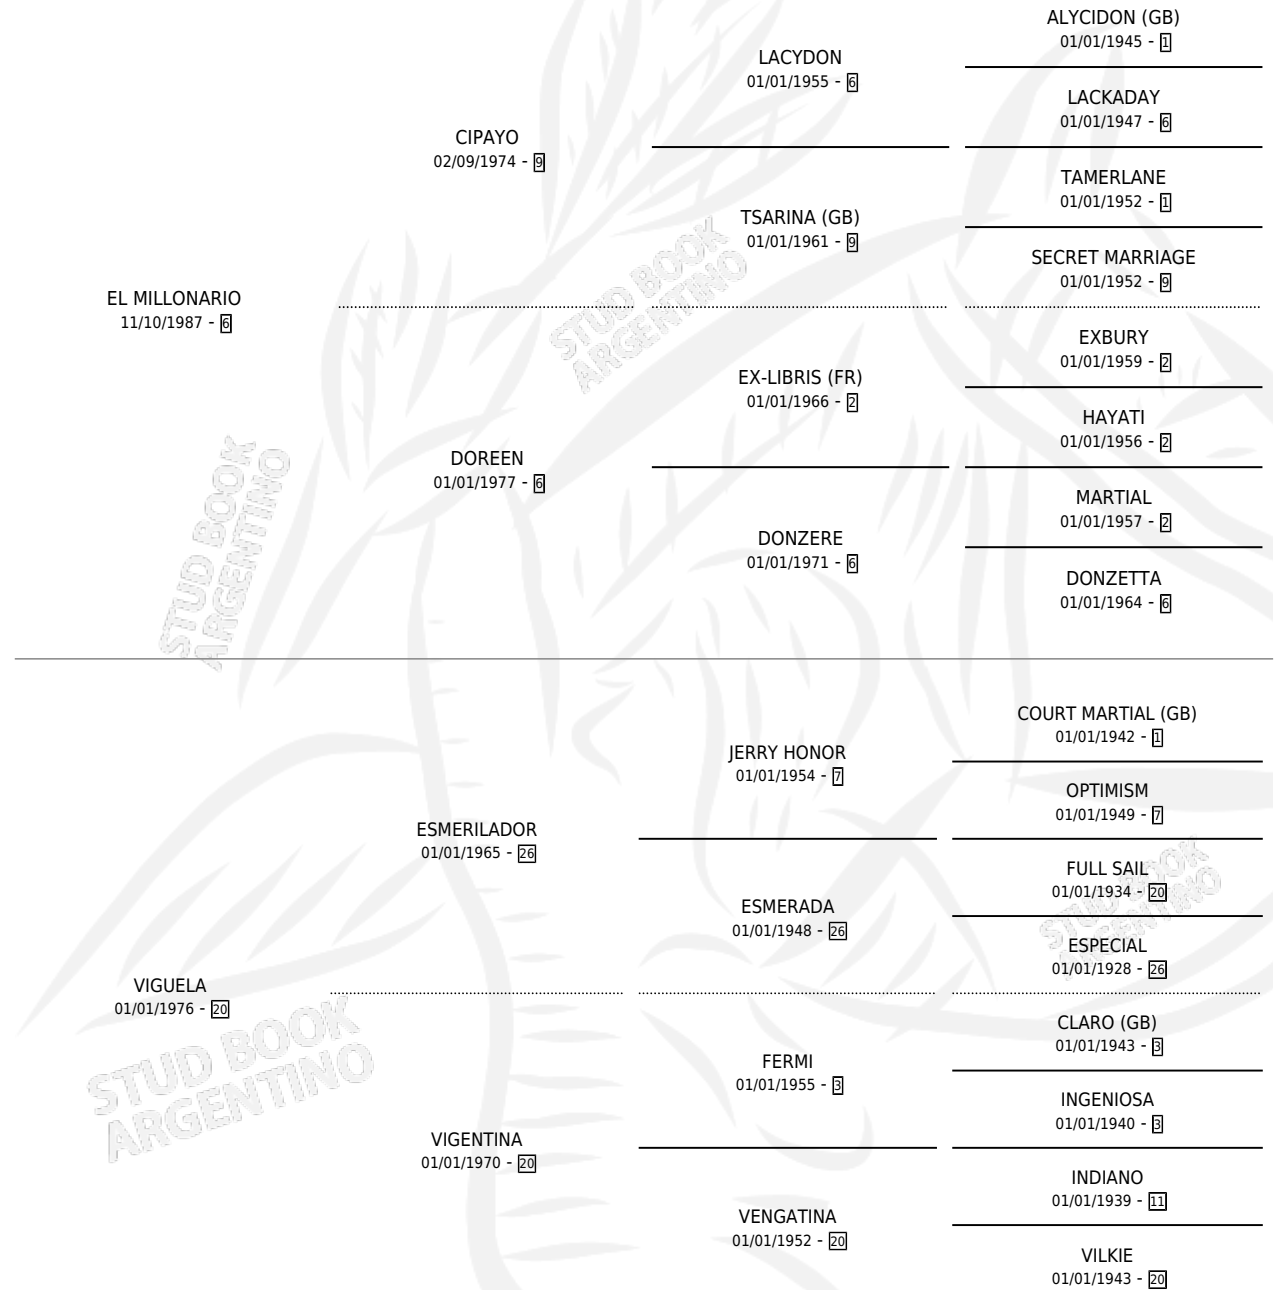 ALYCIDON (GB)
01/01/1945 - 1
LACYDON
01/01/1955 - 6
LACKADAY
01/01/1947 - 6
CIPAYO
02/09/1974 - 9
TAMERLANE
01/01/1952 - 1
TSARINA (GB)
01/01/1961 - 9
SECRET MARRIAGE
01/01/1952 - 9
EL MILLONARIO
11/10/1987 - 6
EXBURY
01/01/1959 - 2
EX-LIBRIS (FR)
01/01/1966 - 2
HAYATI
01/01/1956 - 2
DOREEN
01/01/1977 - 6
MARTIAL
01/01/1957 - 2
DONZERE
01/01/1971 - 6
DONZETTA
01/01/1964 - 6
COURT MARTIAL (GB)
01/01/1942 - 1
JERRY HONOR
01/01/1954 - 7
OPTIMISM
01/01/1949 - 7
ESMERILADOR
01/01/1965 - 26
FULL SAIL
01/01/1934 - 20
ESMERADA
01/01/1948 - 26
ESPECIAL
01/01/1928 - 26
VIGUELA
01/01/1976 - 20
CLARO (GB)
01/01/1943 - 3
FERMI
01/01/1955 - 3
INGENIOSA
01/01/1940 - 3
VIGENTINA
01/01/1970 - 20
INDIANO
01/01/1939 - 11
VENGATINA
01/01/1952 - 20
VILKIE
01/01/1943 - 20
STUD BOOK
ARGENTINO
STUD BOOK
ARGENTINO
STUD BOOK
ARGENTINO
STUD BOOK
ARGENTINO